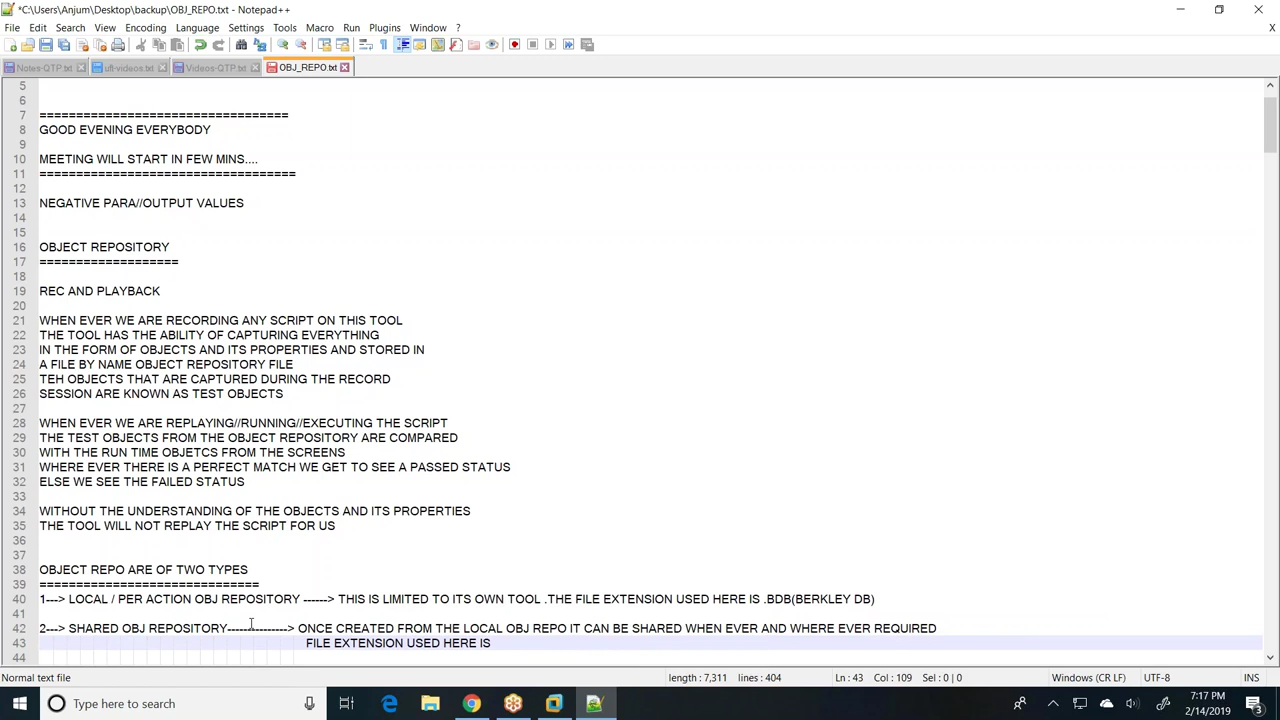 *C:\Users\Anjum\Desktop\backup\OBJ_REPO.txt - Notepad++
File Edit Search View Encoding Language Settings Tools Macro Run Plugins Window ?
X
Notes-QTP.txt uft-videos.txt Videos-QTP.txt OBJ_REPO.txt
5
6
7 ==================================
8 GOOD EVENING EVERYBODY
9
10 MEETING WILL START IN FEW MINS....
11 ===================================
12
13 NEGATIVE PARA//OUTPUT VALUES
14
15
16 OBJECT REPOSITORY
17 ===================
18
19 REC AND PLAYBACK
20
21 WHEN EVER WE ARE RECORDING ANY SCRIPT ON THIS TOOL
22 THE TOOL HAS THE ABILITY OF CAPTURING EVERYTHING
23 IN THE FORM OF OBJECTS AND ITS PROPERTIES AND STORED IN
24 A FILE BY NAME OBJECT REPOSITORY FILE
25 TEH OBJECTS THAT ARE CAPTURED DURING THE RECORD
26 SESSION ARE KNOWN AS TEST OBJECTS
27
28 WHEN EVER WE ARE REPLAYING//RUNNING//EXECUTING THE SCRIPT
29 THE TEST OBJECTS FROM THE OBJECT REPOSITORY ARE COMPARED
30 WITH THE RUN TIME OBJETCS FROM THE SCREENS
31 WHERE EVER THERE IS A PERFECT MATCH WE GET TO SEE A PASSED STATUS
32 ELSE WE SEE THE FAILED STATUS
33
34 WITHOUT THE UNDERSTANDING OF THE OBJECTS AND ITS PROPERTIES
35 THE TOOL WILL NOT REPLAY THE SCRIPT FOR US
36
37
38 OBJECT REPO ARE OF TWO TYPES
39 ==============================
40 1---> LOCAL / PER ACTION OBJ REPOSITORY ------> THIS IS LIMITED TO ITS OWN TOOL .THE FILE EXTENSION USED HERE IS .BDB(BERKLEY DB)
41
42 2---> SHARED OBJ REPOSITORY---------------> ONCE CREATED FROM THE LOCAL OBJ REPO IT CAN BE SHARED WHEN EVER AND WHERE EVER REQUIRED
43 FILE EXTENSION USED HERE IS
44
Normal text file length : 7,311 lines : 404 Ln : 43 Col : 109 Sel : 0 | 0 Windows (CR LF) UTF-8 INS
Type here to search
7:17 PM
2/14/2019
3